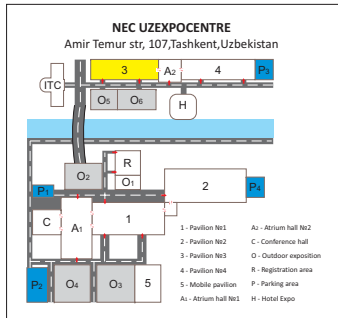 NEC UZEXPOCENTRE
Amir Temur str, 107,Tashkent,Uzbekistan
3
A2
4
P3
ITC
O5
O6
H
O2
R
O1
2
P1
P4
C
A1
1
P2
O4
O3
5
1 - Pavilion №1
2 - Pavilion №2
3 - Pavilion №3
4 - Pavilion №4
5 - Mobile pavilion
A1 - Atrium hall №1
A2 - Atrium hall №2
C - Conference hall
O - Outdoor exposition
R - Registration area
P - Parking area
H - Hotel Expo